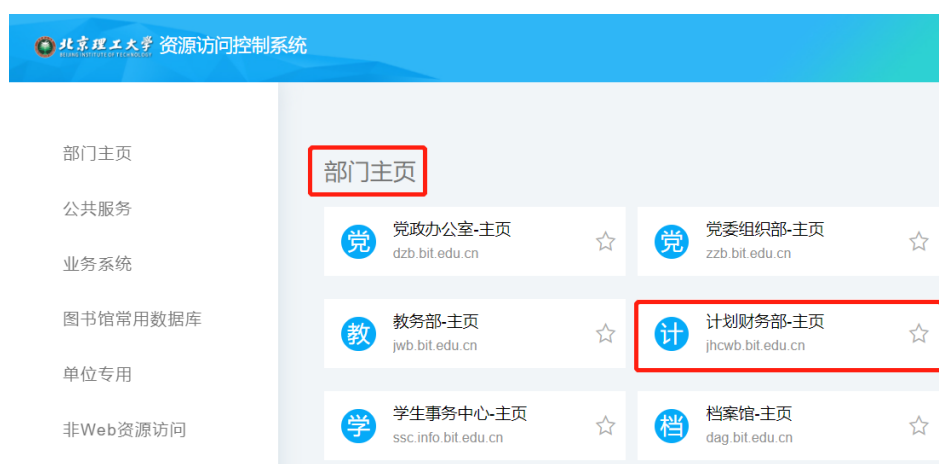 北京理工大学 资源访问控制系统
BEIJING INSTITUTE OF TECHNOLOGY
部门主页
公共服务
业务系统
图书馆常用数据库
单位专用
非Web资源访问
部门主页
党 党政办公室-主页
dzb.bit.edu.cn
党 党委组织部-主页
zzb.bit.edu.cn
教 教务部-主页
jwb.bit.edu.cn
计 计划财务部-主页
jhcwb.bit.edu.cn
学 学生事务中心-主页
ssc.info.bit.edu.cn
档 档案馆-主页
dag.bit.edu.cn